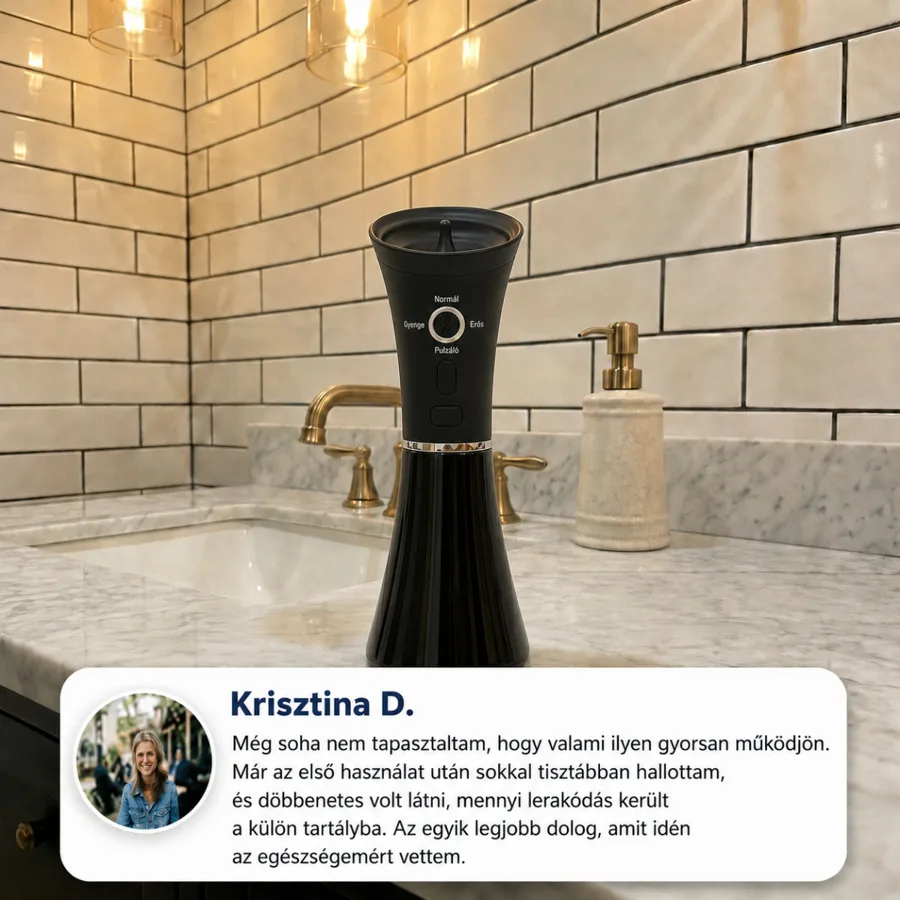 Normál
Gyenge Erős
Pulzáló
Krisztina D.
Még soha nem tapasztaltam, hogy valami ilyen gyorsan működjön.
Már az első használat után sokkal tisztábban hallottam,
és döbbenetes volt látni, mennyi lerakódás került
a külön tartályba. Az egyik legjobb dolog, amit idén
az egészségemért vettem.